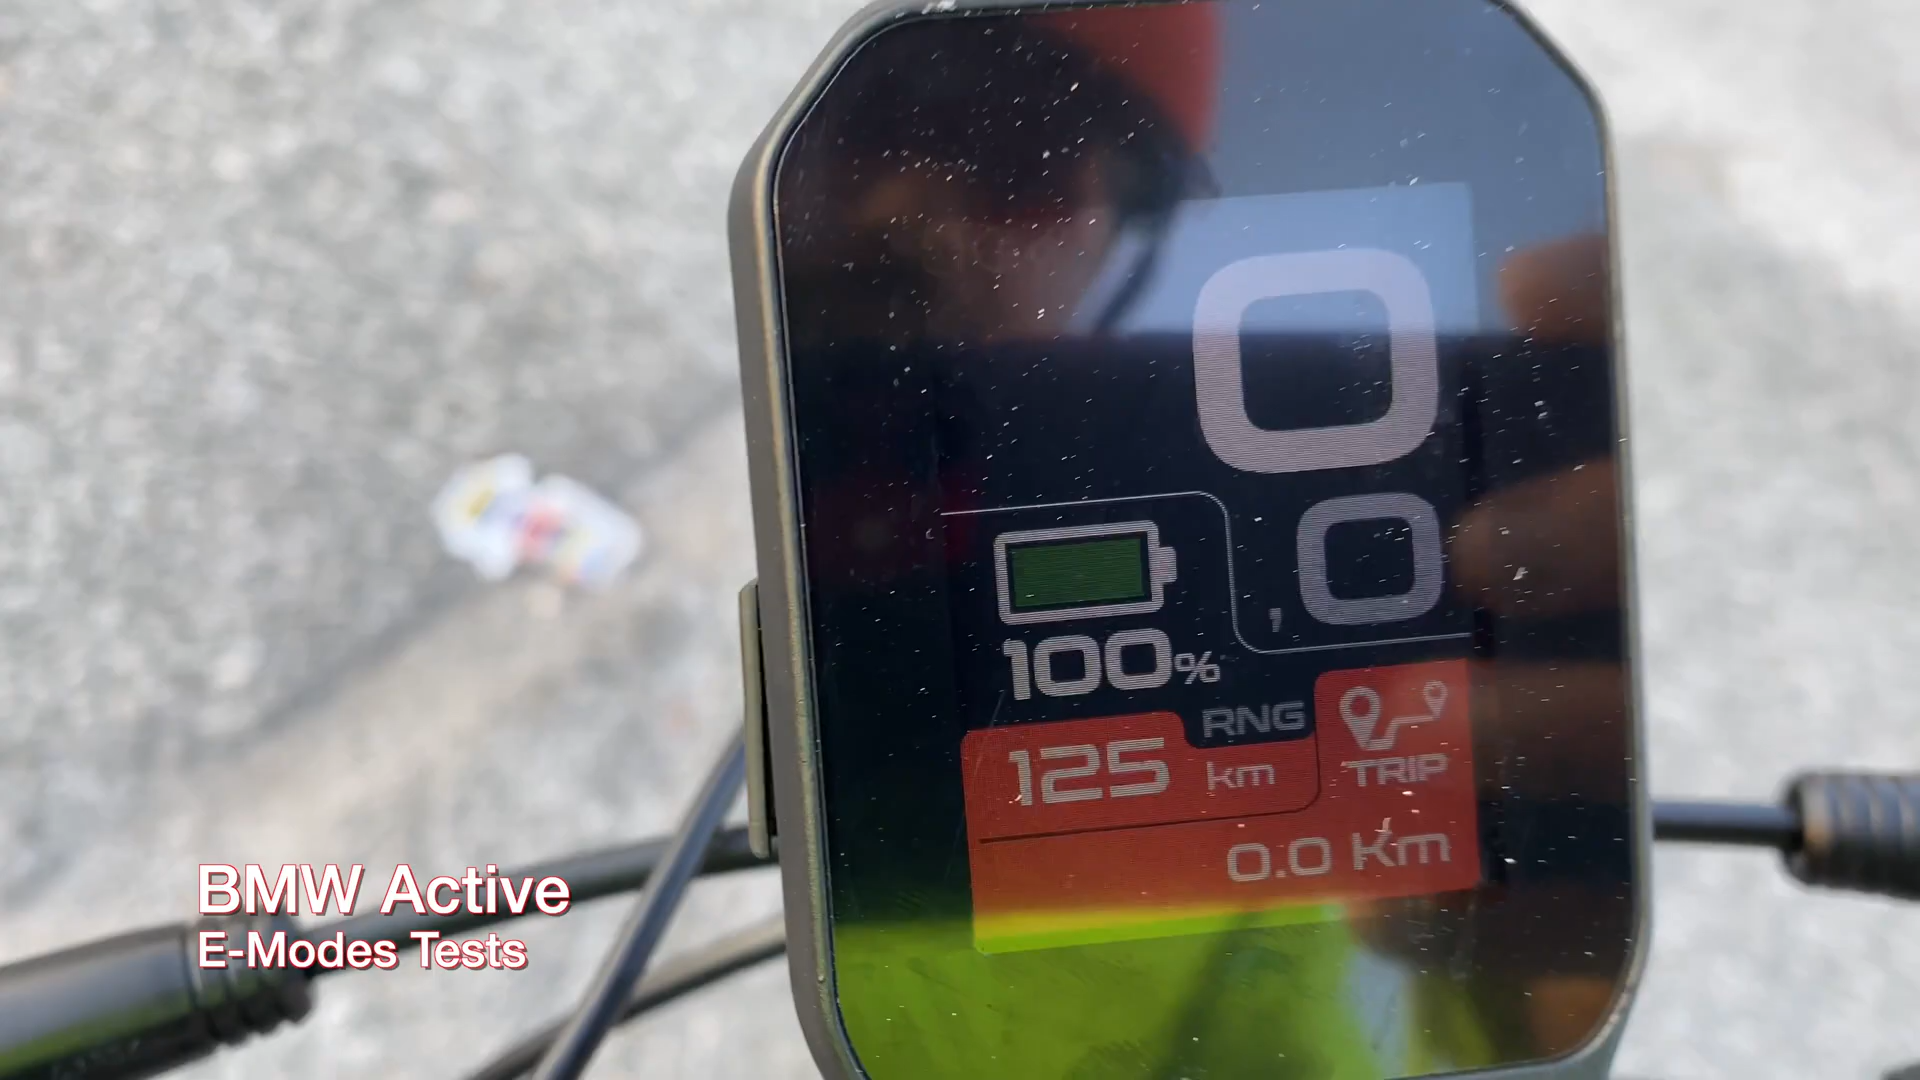 0
,0
100%
RNG
125 km
TRIP
0.0 Km
BMW Active
E-Modes Tests